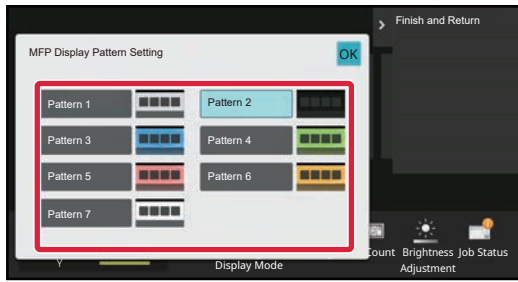 Finish and Return
MFP Display Pattern Setting
OK
Pattern 1
Pattern 2
Pattern 3
Pattern 4
Pattern 5
Pattern 6
Pattern 7
Count
Brightness
Adjustment
Job Status
Y
Display Mode